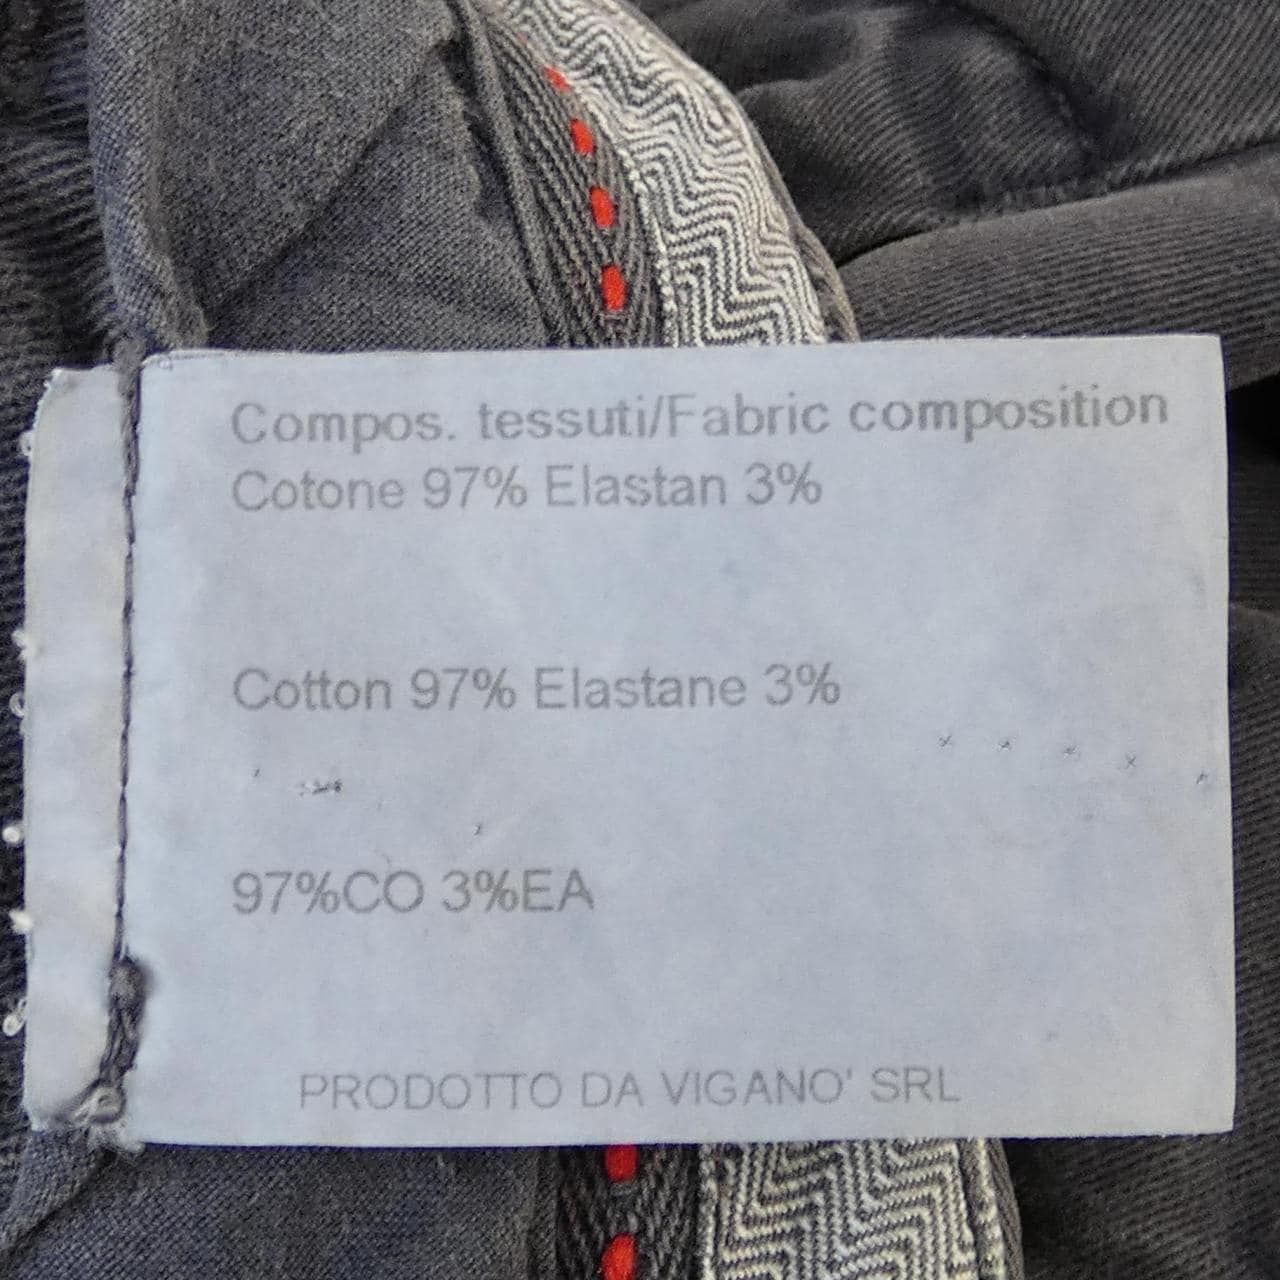 Compos. tessuti/Fabric composition
Cotone 97% Elastan 3%
Cotton 97% Elastane 3%
97%CO 3%EA
PRODOTTO DA VIGANO' SRL